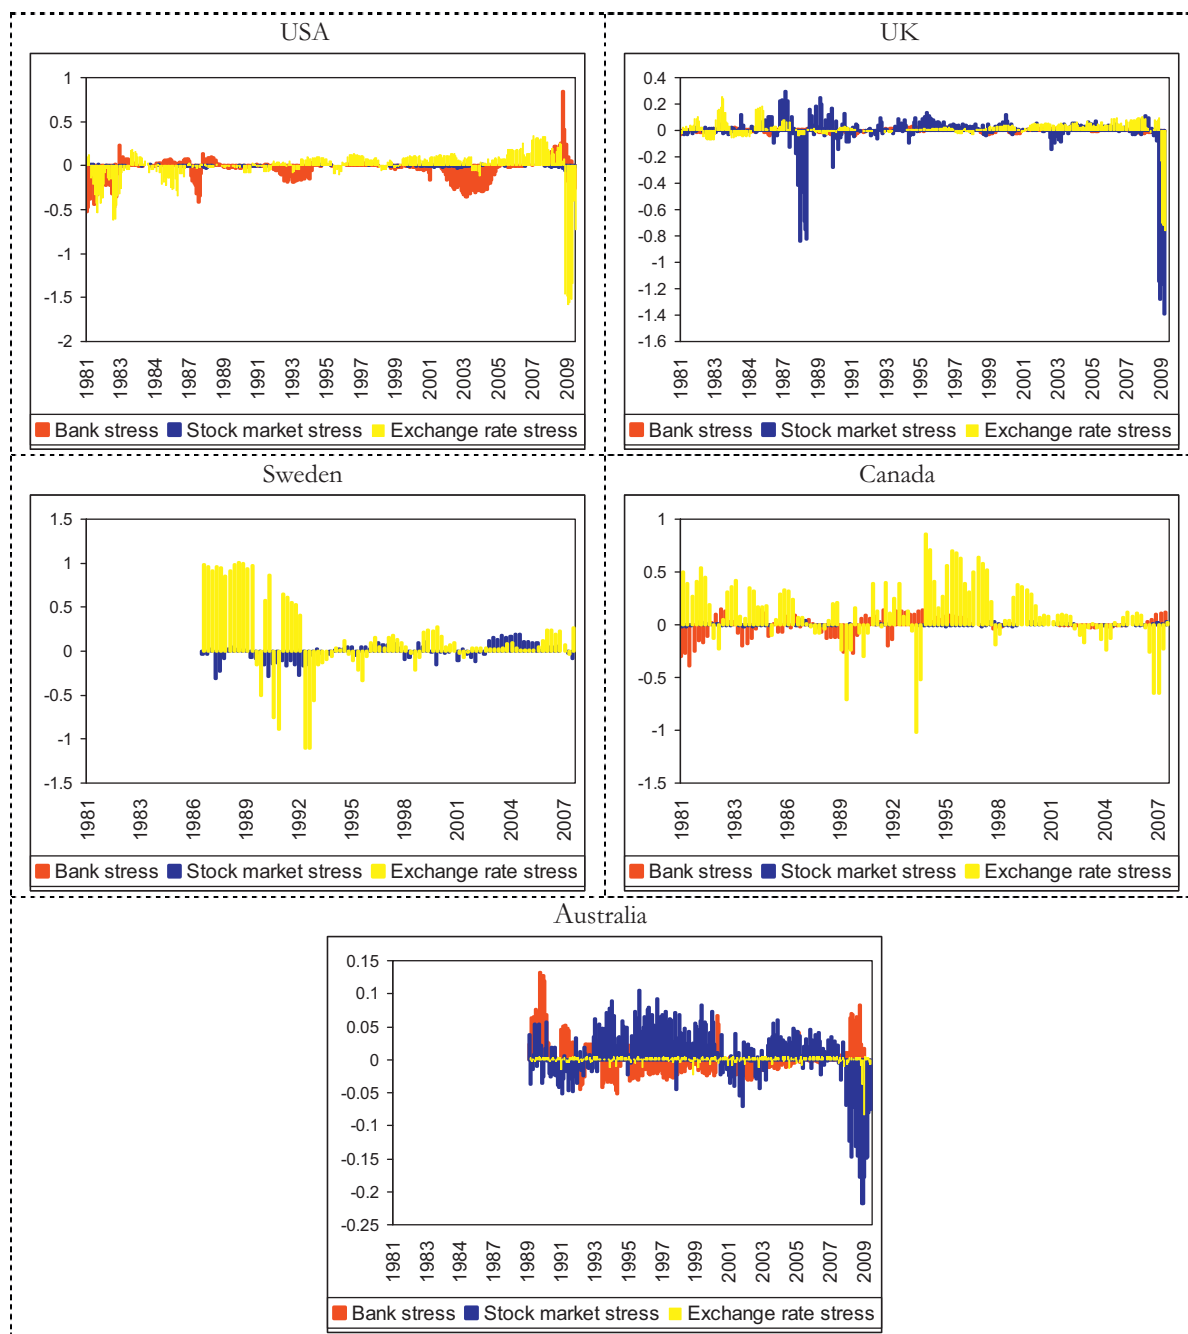 USA
1
0.5
0
-0.5
-1
-1.5
-2
1981 1983 1984 1987 1989 1991 1993 1995 1997 1999 2001 2003 2005 2007 2009
Bank stress Stock market stress Exchange rate stress
UK
0.4
0.2
0
-0.2
-0.4
-0.6
-0.8
-1
-1.2
-1.4
-1.6
1981 1983 1984 1987 1989 1991 1993 1995 1997 1999 2001 2003 2005 2007 2009
Bank stress Stock market stress Exchange rate stress
Sweden
1.5
1
0.5
0
-0.5
-1
-1.5
1981 1983 1986 1989 1992 1995 1998 2001 2004 2007
Bank stress Stock market stress Exchange rate stress
Canada
1
0.5
0
-0.5
-1
-1.5
1981 1983 1986 1989 1992 1995 1998 2001 2004 2007
Bank stress Stock market stress Exchange rate stress
Australia
0.15
0.1
0.05
0
-0.05
-0.1
-0.15
-0.2
-0.25
1981 1983 1984 1987 1989 1991 1993 1995 1997 1999 2001 2003 2005 2007 2009
Bank stress Stock market stress Exchange rate stress